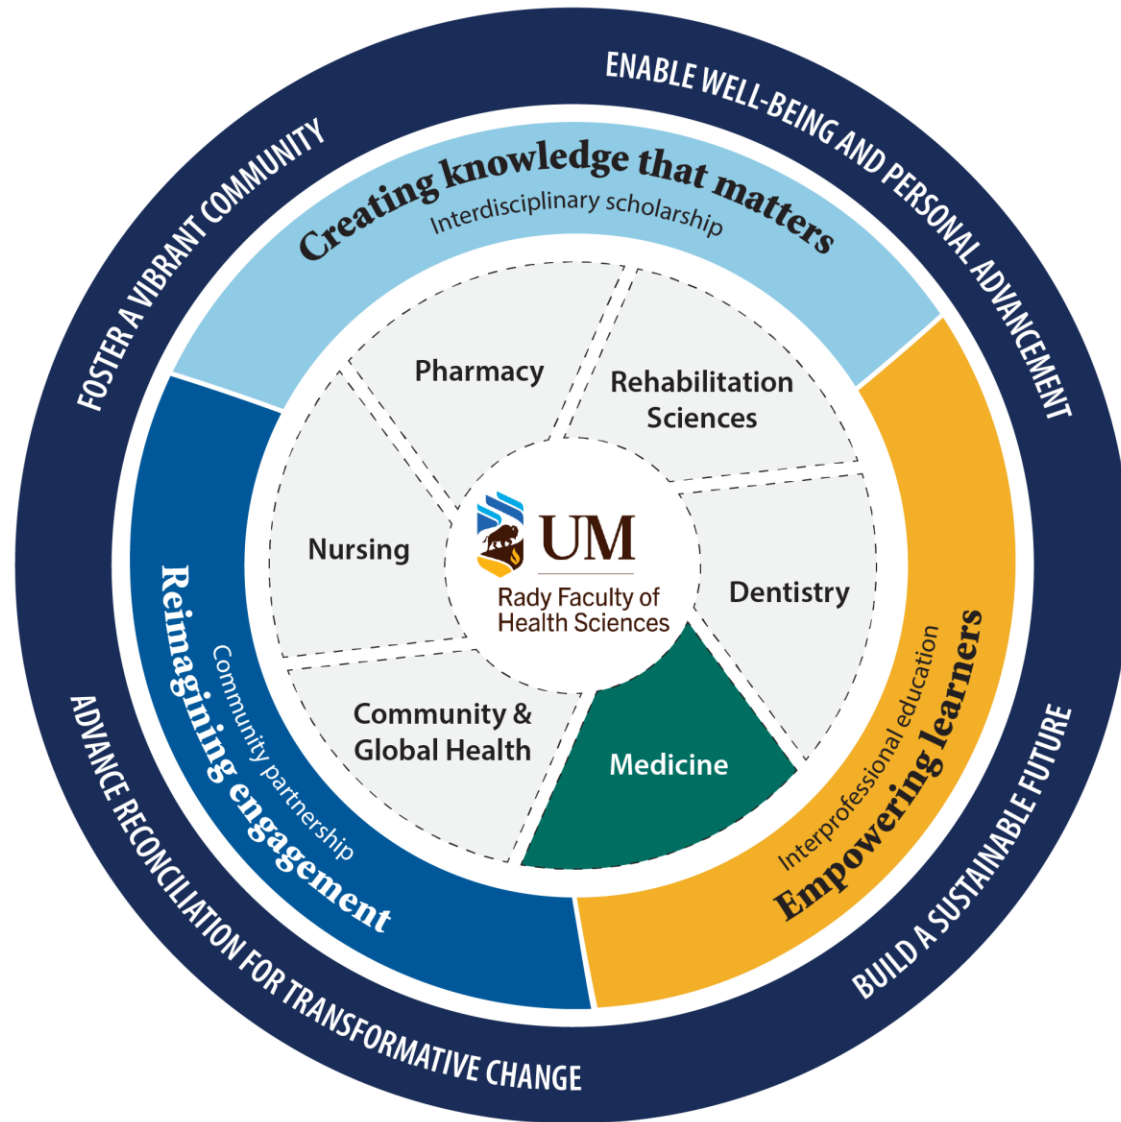 ENABLE WELL-BEING AND PERSONAL ADVANCEMENT
FOSTER A VIBRANT COMMUNITY
Creating knowledge that matters
Interdisciplinary scholarship
Pharmacy
Rehabilitation
Sciences
Nursing
UM
Rady Faculty of
Health Sciences
Dentistry
Community &
Global Health
Medicine
Reimagining engagement
Community partnership
Interprofessional education
Empowering learners
ADVANCE RECONCILIATION FOR TRANSFORMATIVE CHANGE
BUILD A SUSTAINABLE FUTURE